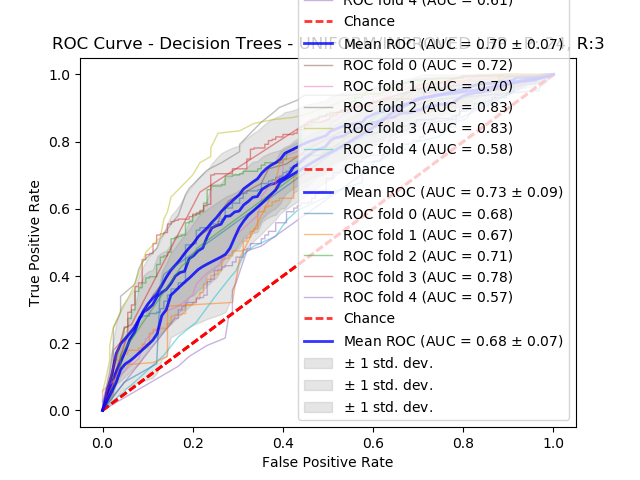 ROC fold 4 (AUC = 0.61)
Chance
ROC Curve - Decision Trees - UNIFORM R:3
Mean ROC (AUC = 0.70 ± 0.07)
ROC fold 0 (AUC = 0.72)
ROC fold 1 (AUC = 0.70)
ROC fold 2 (AUC = 0.83)
ROC fold 3 (AUC = 0.83)
ROC fold 4 (AUC = 0.58)
Chance
Mean ROC (AUC = 0.73 ± 0.09)
ROC fold 0 (AUC = 0.68)
ROC fold 1 (AUC = 0.67)
ROC fold 2 (AUC = 0.71)
ROC fold 3 (AUC = 0.78)
ROC fold 4 (AUC = 0.57)
Chance
Mean ROC (AUC = 0.68 ± 0.07)
± 1 std. dev.
± 1 std. dev.
± 1 std. dev.
True Positive Rate
1.0
0.8
0.6
0.4
0.2
0.0
0.0 0.2 0.4 0.6 0.8 1.0
False Positive Rate